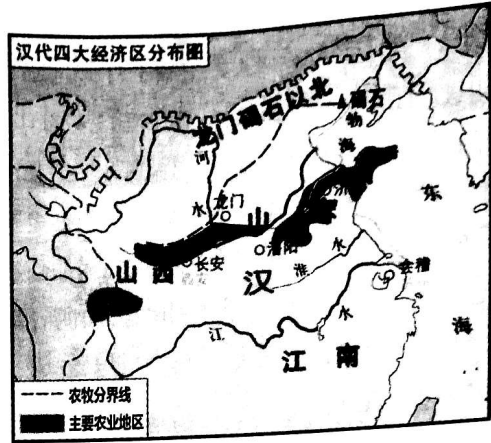 汉代四大经济区分布图
龙门碣石以北
碣石
勃
海
河
水
龙门
山
东
济
东
海
山西
长安
洛阳
汉
淮
水
会稽
江
水
江南
农牧分界线
主要农业地区